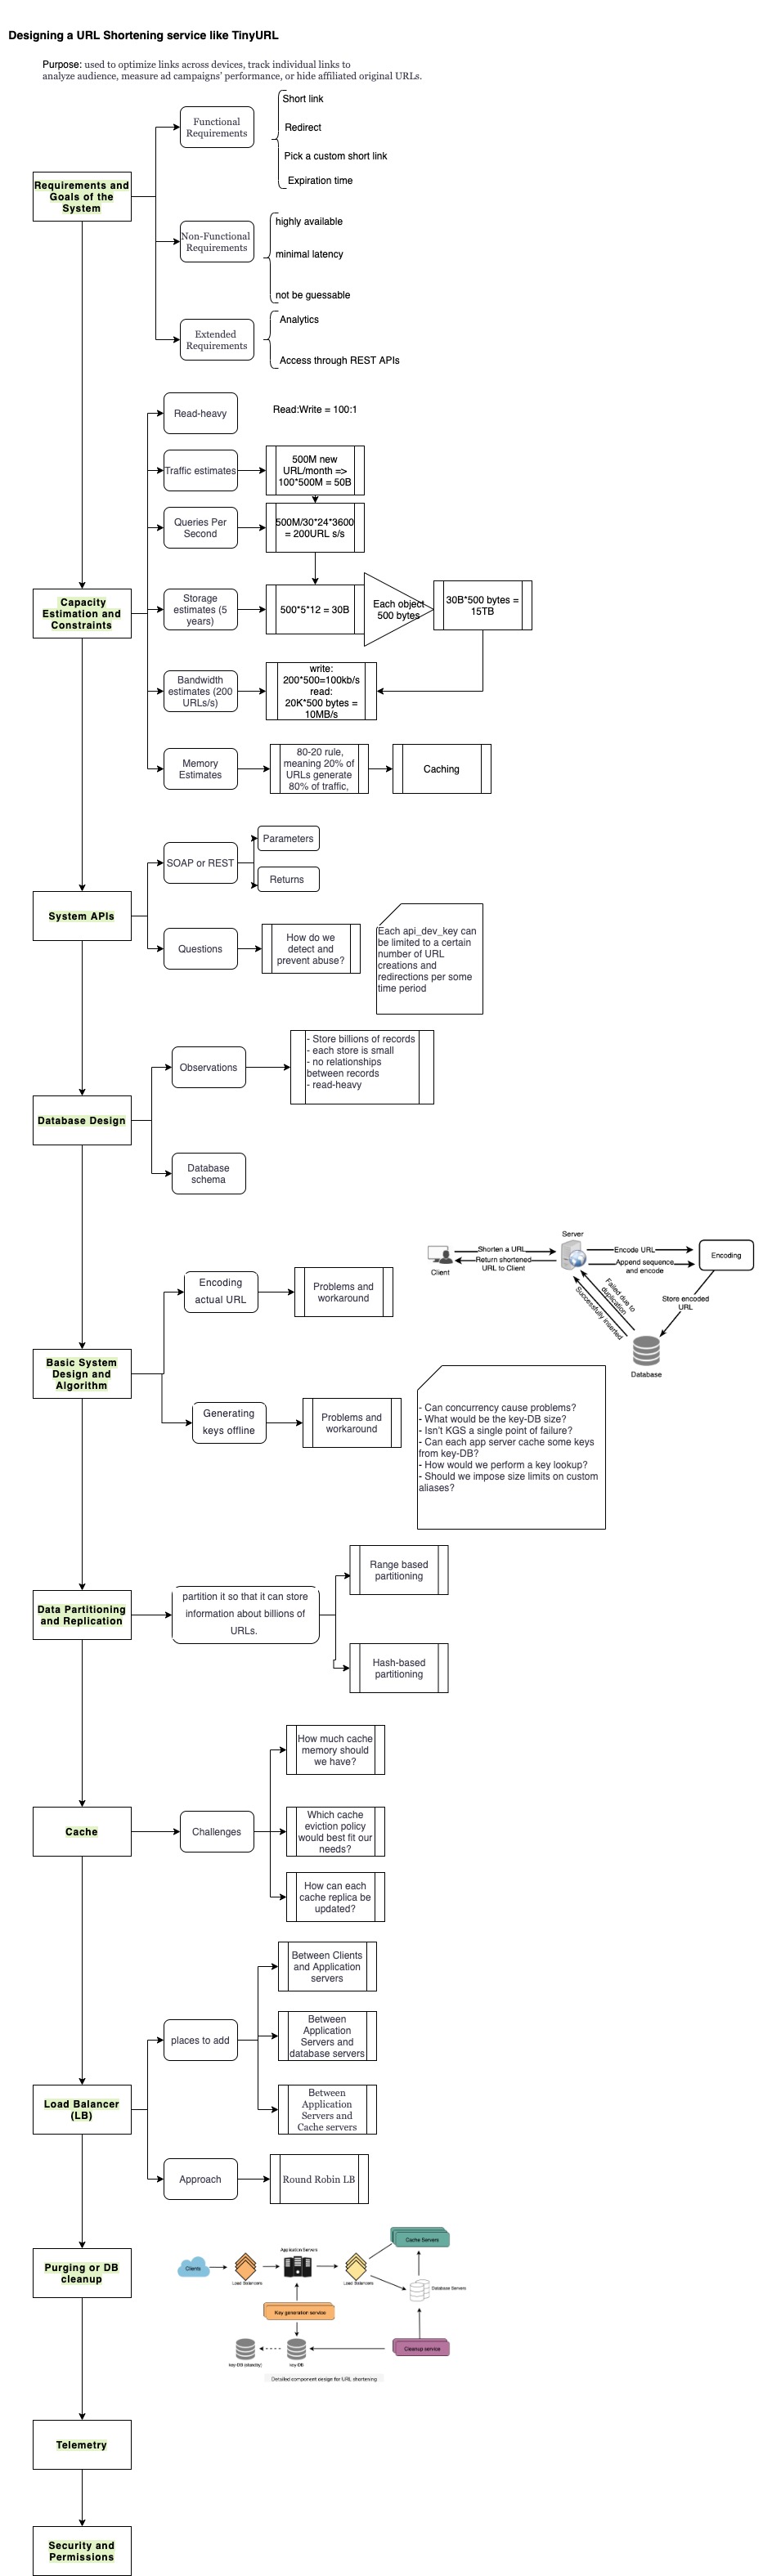 Designing a URL Shortening service like TinyURL
Purpose: used to optimize links across devices, track individual links to
analyze audience, measure ad campaigns' performance, or hide affiliated original URLs.
Requirements and
Goals of the
System
Functional
Requirements
Short link
Redirect
Pick a custom short link
Expiration time
Non-Functional
Requirements
highly available
minimal latency
not be guessable
Extended
Requirements
Analytics
Access through REST APIs
Capacity
Estimation and
Constraints
Read-heavy
Read:Write = 100:1
Traffic estimates
500M new
URL/month =>
100*500M = 50B
Queries Per
Second
500M/30*24*3600
= 200URL s/s
Storage
estimates (5
years)
500*5*12 = 30B
Each object
500 bytes
30B*500 bytes =
15TB
Bandwidth
estimates (200
URLs/s)
write:
200*500=100kb/s
read:
20K*500 bytes =
10MB/s
Memory
Estimates
80-20 rule,
meaning 20% of
URLs generate
80% of traffic,
Caching
System APIs
SOAP or REST
Parameters
Returns
Questions
How do we
detect and
prevent abuse?
Each api_dev_key can
be limited to a certain
number of URL
creations and
redirections per some
time period
Database Design
Observations
- Store billions of records
- each store is small
- no relationships
between records
- read-heavy
Database
schema
Basic System
Design and
Algorithm
Encoding
actual URL
Problems and
workaround
Generating
keys offline
Problems and
workaround
Client
Shorten a URL
Return shortened
URL to Client
Server
Encode URL
Append sequence
and encode
Encoding
Store encoded
URL
Failed due to
duplication
Successfully inserted
Database
- Can concurrency cause problems?
- What would be the key-DB size?
- Isn't KGS a single point of failure?
- Can each app server cache some keys
from key-DB?
- How would we perform a key lookup?
- Should we impose size limits on custom
aliases?
Data Partitioning
and Replication
partition it so that it can store
information about billions of
URLs.
Range based
partitioning
Hash-based
partitioning
Cache
Challenges
How much cache
memory should
we have?
Which cache
eviction policy
would best fit our
needs?
How can each
cache replica be
updated?
Load Balancer
(LB)
places to add
Between Clients
and Application
servers
Between
Application
Servers and
database servers
Between
Application
Servers and
Cache servers
Approach
Round Robin LB
Purging or DB
cleanup
Clients
Load Balancers
Application Servers
Load Balancers
Cache Servers
Database Servers
Key generation service
key DB (standby)
key DB
Cleanup service
Detailed component design for URL shortening
Telemetry
Security and
Permissions